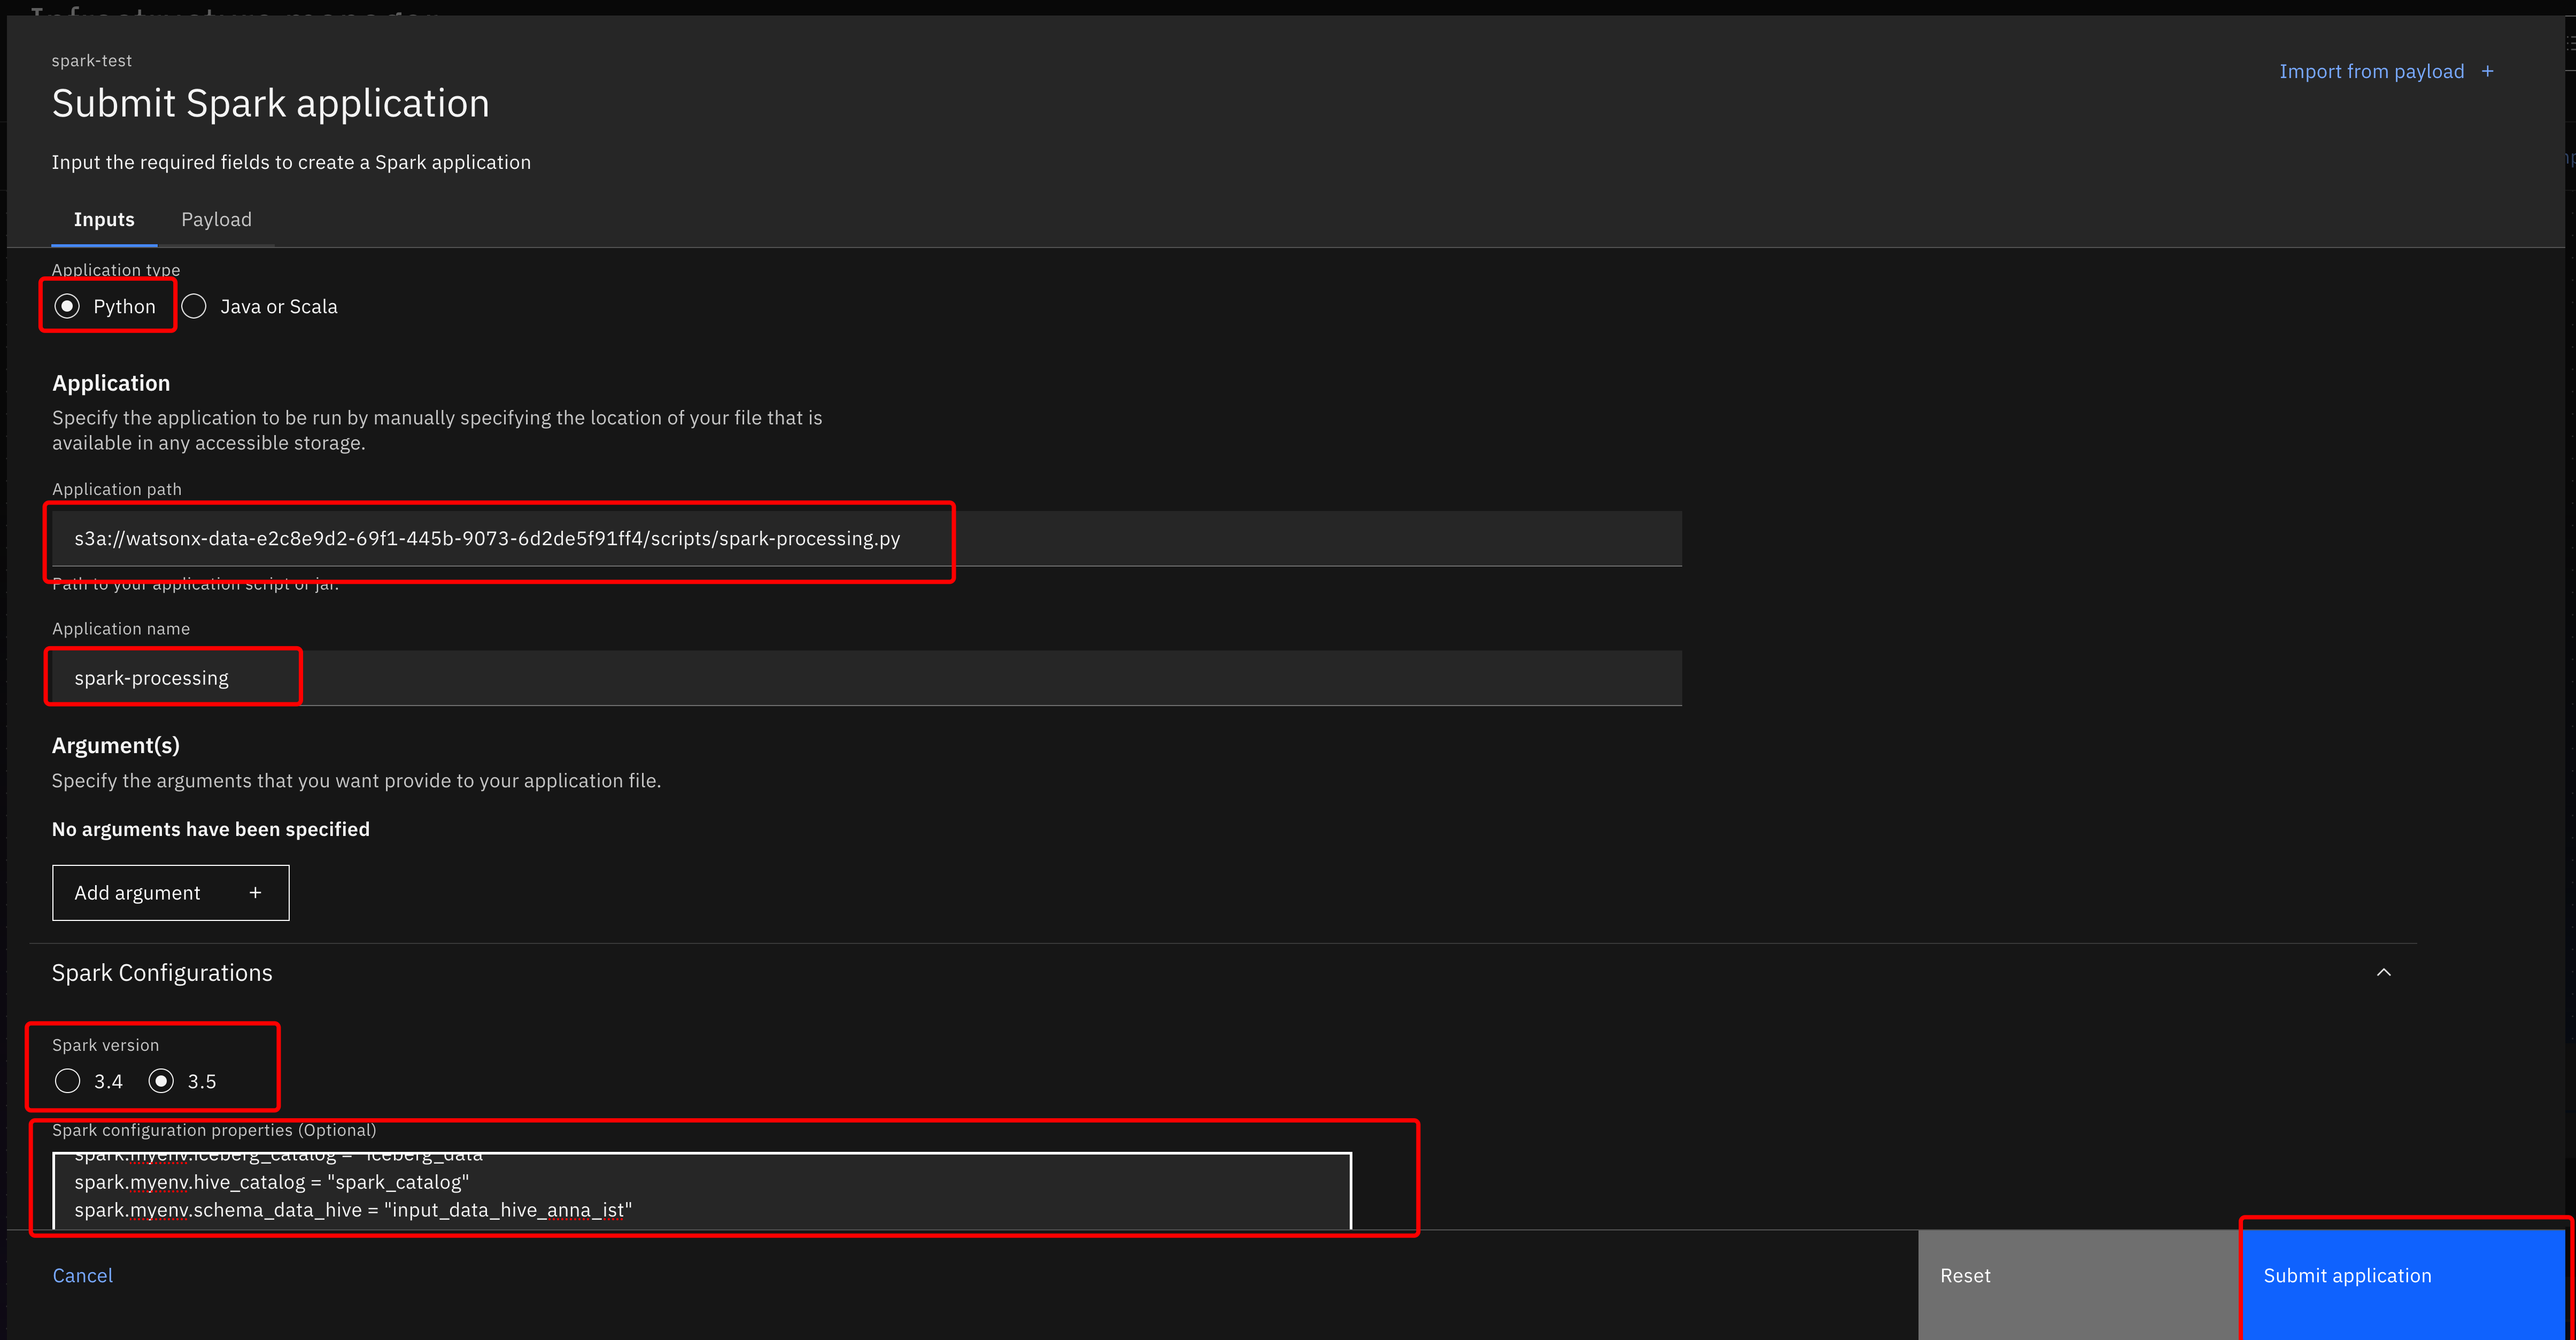 Infrastructure manager
spark-test
Import from payload +
Submit Spark application
Input the required fields to create a Spark application
Inputs Payload
Application type
Python Java or Scala
Application
Specify the application to be run by manually specifying the location of your file that is
available in any accessible storage.
Application path
s3a://watsonx-data-e2c8e9d2-69f1-445b-9073-6d2de5f91ff4/scripts/spark-processing.py
Path to your application script or jar.
Application name
spark-processing
Argument(s)
Specify the arguments that you want provide to your application file.
No arguments have been specified
Add argument +
Spark Configurations
Spark version
3.4 3.5
Spark configuration properties (Optional)
spark.myenv.iceberg_catalog = "iceberg_data"
spark.myenv.hive_catalog = "spark_catalog"
spark.myenv.schema_data_hive = "input_data_hive_anna_ist"
Cancel
Reset
Submit application